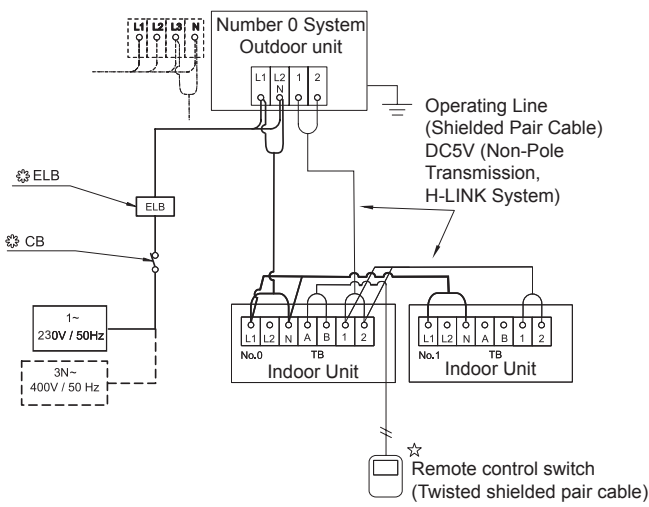 L1 L2 L3 N
Number 0 System
Outdoor unit
L1 L2 1 2
N
Operating Line
(Shielded Pair Cable)
DC5V (Non-Pole
Transmission,
H-LINK System)
ELB
ELB
CB
1~
230V / 50Hz
3N~
400V / 50 Hz
L1 L2 N A B 1 2
No.0 TB
Indoor Unit
L1 L2 N A B 1 2
No.1 TB
Indoor Unit
Remote control switch
(Twisted shielded pair cable)